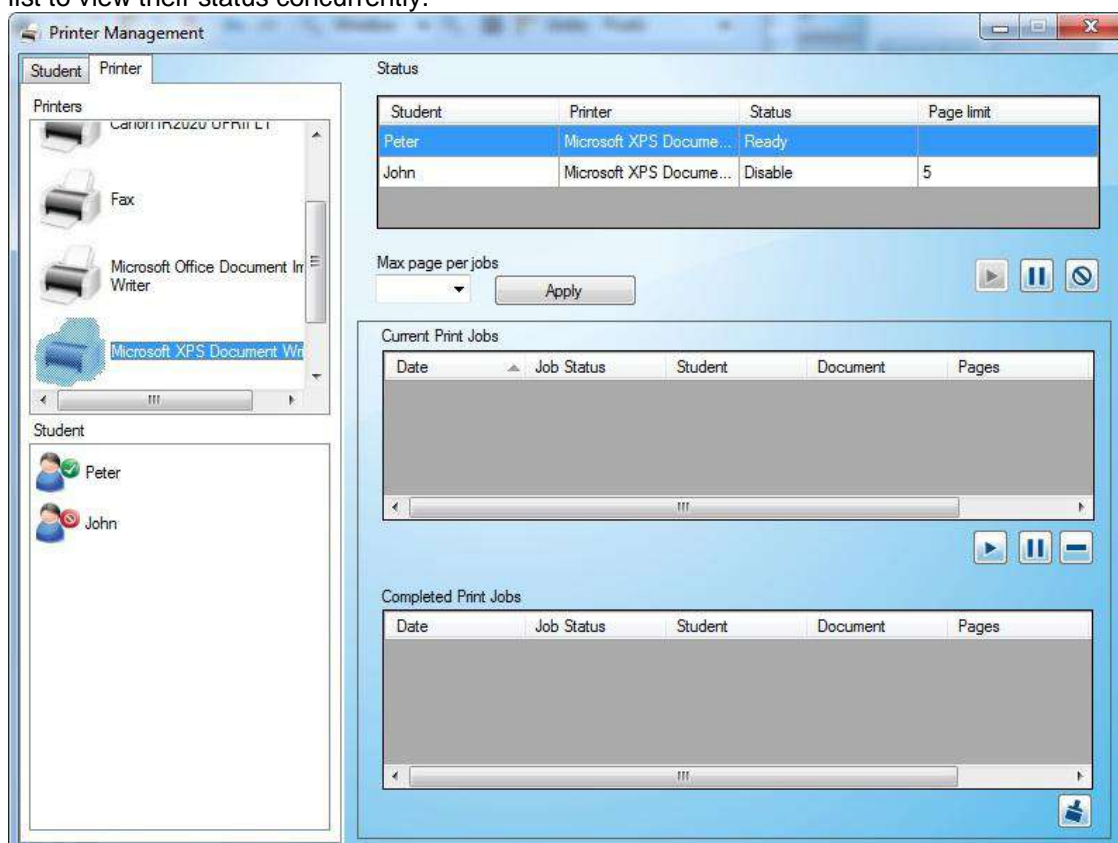 list to view their status concurrently.
Printer Management
Student Printer
Printers
Fax
Microsoft Office Document Im
Writer
Microsoft XPS Document Wri
Student
Peter
John
Status
Student Printer Status Page limit
Peter Microsoft XPS Docume... Ready
John Microsoft XPS Docume... Disable 5
Max page per jobs
Apply
Current Print Jobs
Date Job Status Student Document Pages
Completed Print Jobs
Date Job Status Student Document Pages